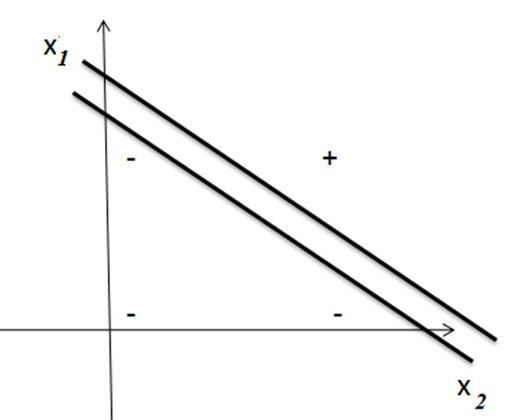 x₁
- +
- -
x₂